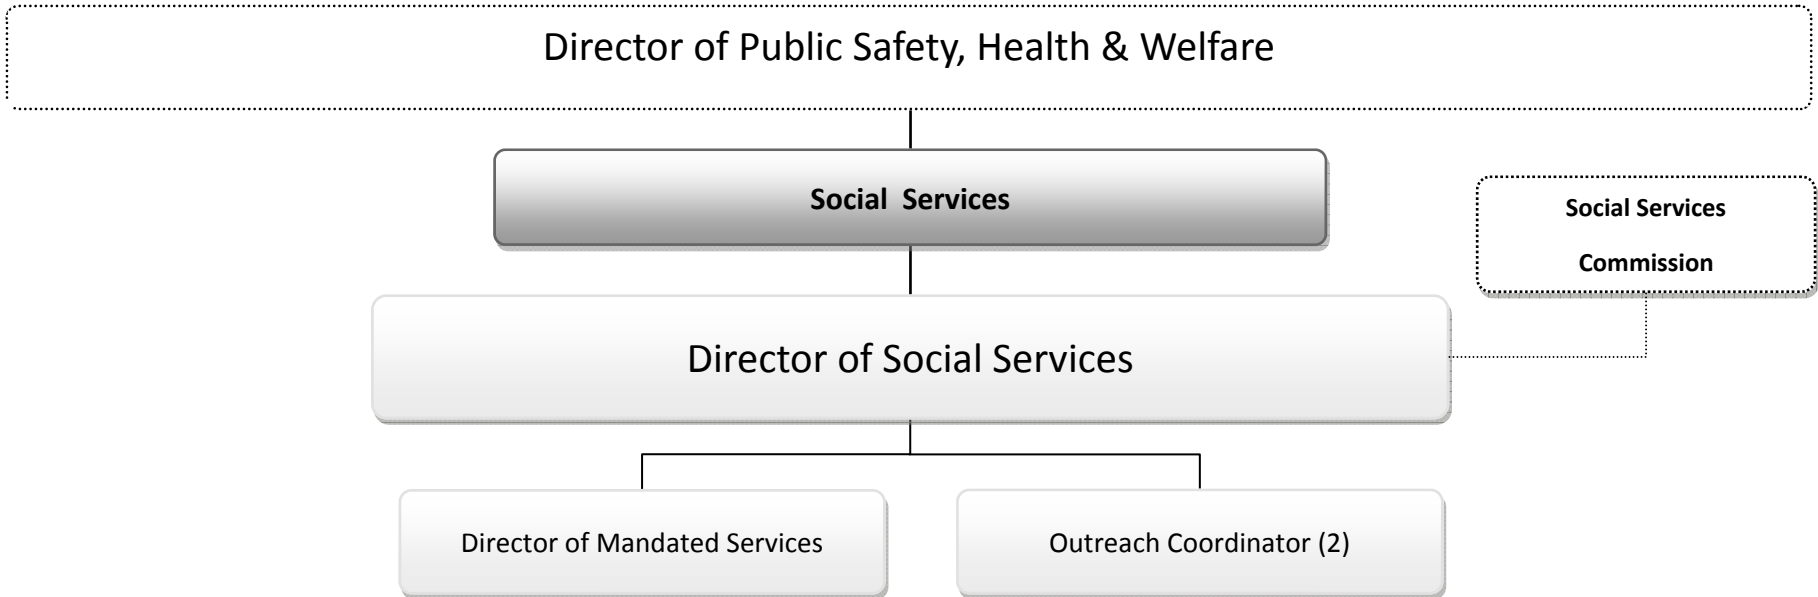 Director of Public Safety, Health & Welfare
Social Services
Social Services
Commission
Director of Social Services
Director of Mandated Services
Outreach Coordinator (2)